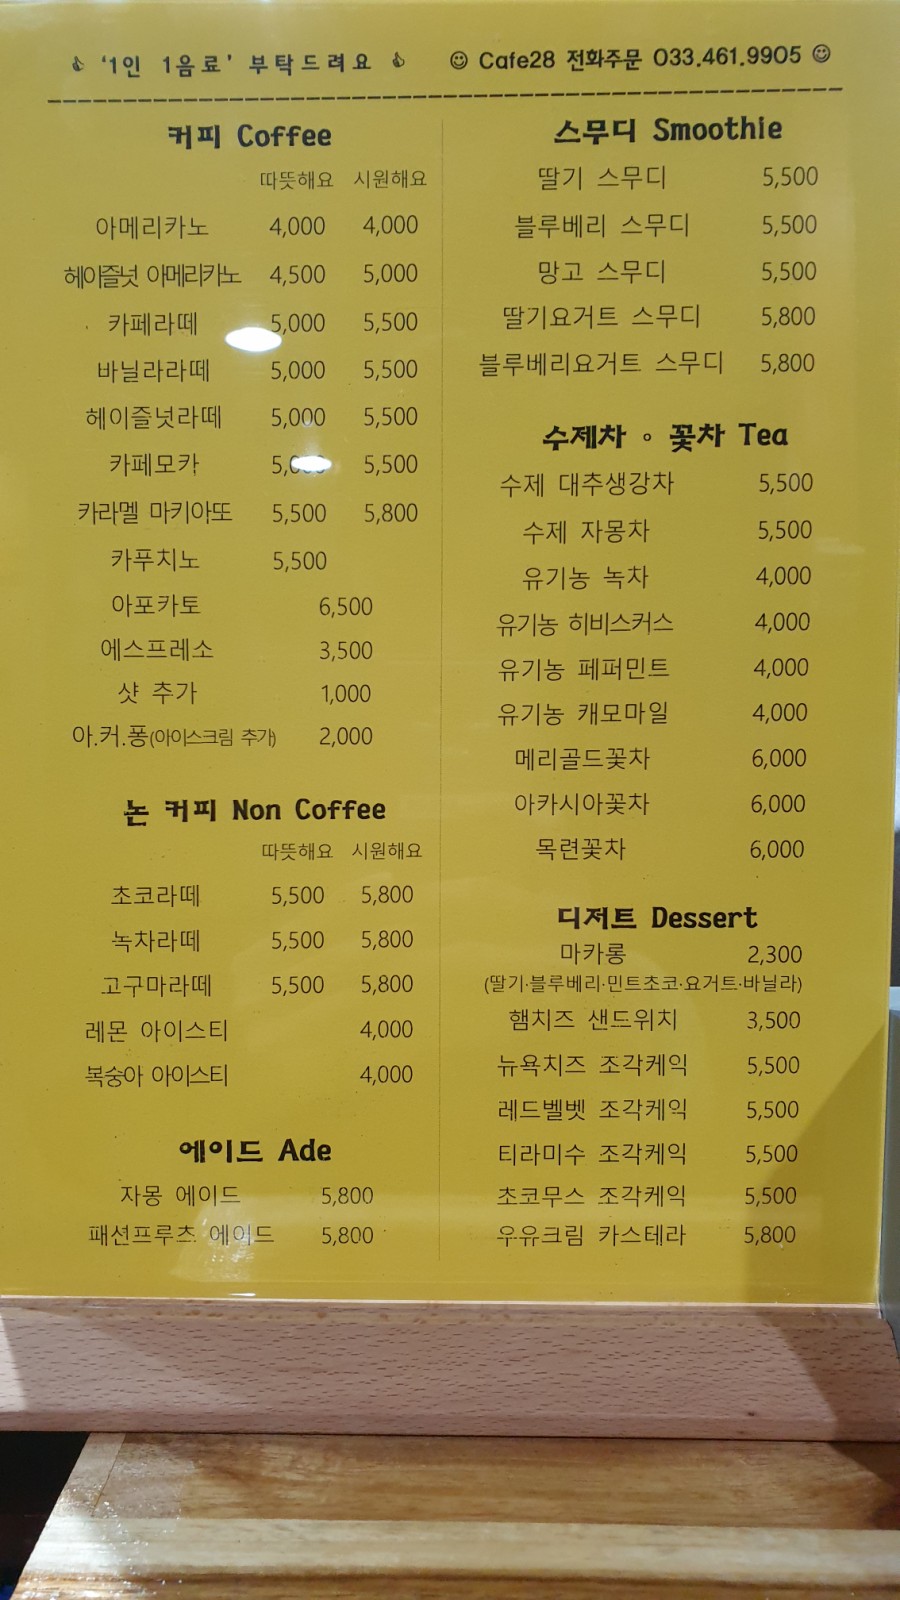 👍 '1인 1음료' 부탁드려요 👍 ☺ Cafe28 전화주문 033.461.9905 ☺
커피 Coffee
따뜻해요 시원해요
아메리카노 4,000 4,000
헤이즐넛 아메리카노 4,500 5,000
카페라떼 5,000 5,500
바닐라라떼 5,000 5,500
헤이즐넛라떼 5,000 5,500
카페모카 5,000 5,500
카라멜 마키아또 5,500 5,800
카푸치노 5,500
아포카토 6,500
에스프레소 3,500
샷 추가 1,000
아.커.퐁(아이스크림 추가) 2,000
논 커피 Non Coffee
따뜻해요 시원해요
초코라떼 5,500 5,800
녹차라떼 5,500 5,800
고구마라떼 5,500 5,800
레몬 아이스티 4,000
복숭아 아이스티 4,000
에이드 Ade
자몽 에이드 5,800
패션프루츠 에이드 5,800
스무디 Smoothie
딸기 스무디 5,500
블루베리 스무디 5,500
망고 스무디 5,500
딸기요거트 스무디 5,800
블루베리요거트 스무디 5,800
수제차 ◦ 꽃차 Tea
수제 대추생강차 5,500
수제 자몽차 5,500
유기농 녹차 4,000
유기농 히비스커스 4,000
유기농 페퍼민트 4,000
유기농 캐모마일 4,000
메리골드꽃차 6,000
아카시아꽃차 6,000
목련꽃차 6,000
디저트 Dessert
마카롱 2,300
(딸기·블루베리·민트초코·요거트·바닐라)
햄치즈 샌드위치 3,500
뉴욕치즈 조각케익 5,500
레드벨벳 조각케익 5,500
티라미수 조각케익 5,500
초코무스 조각케익 5,500
우유크림 카스테라 5,800